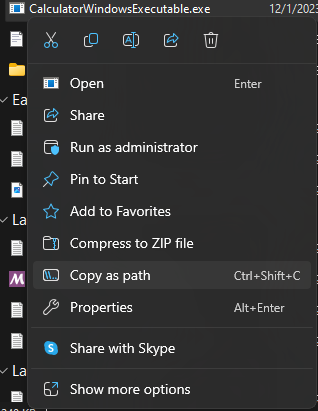 CalculatorWindowsExecutable.exe 12/1/2023
Open Enter
Share
Run as administrator
Pin to Start
Ea
Add to Favorites
La
Compress to ZIP file
Copy as path Ctrl+Shift+C
Properties Alt+Enter
Share with Skype
La
Show more options